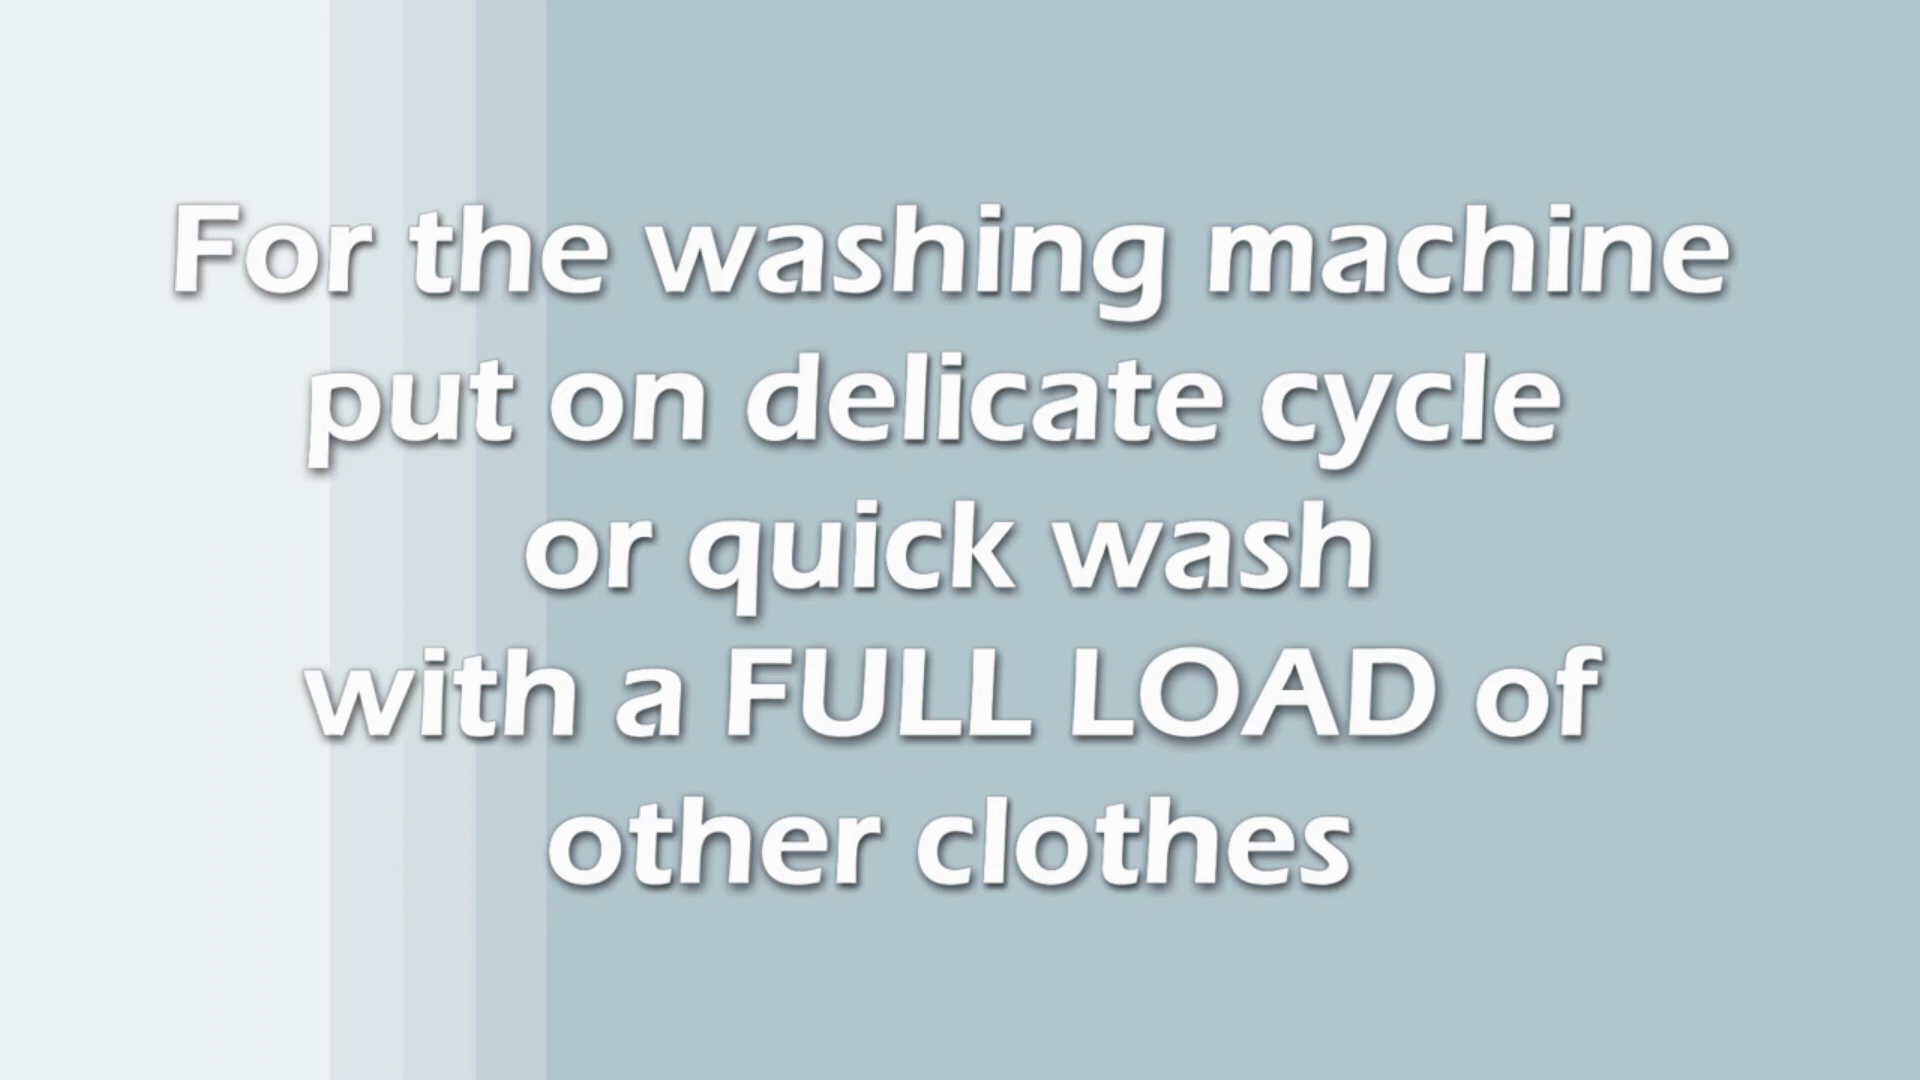 For the washing machine
put on delicate cycle
or quick wash
with a FULL LOAD of
other clothes